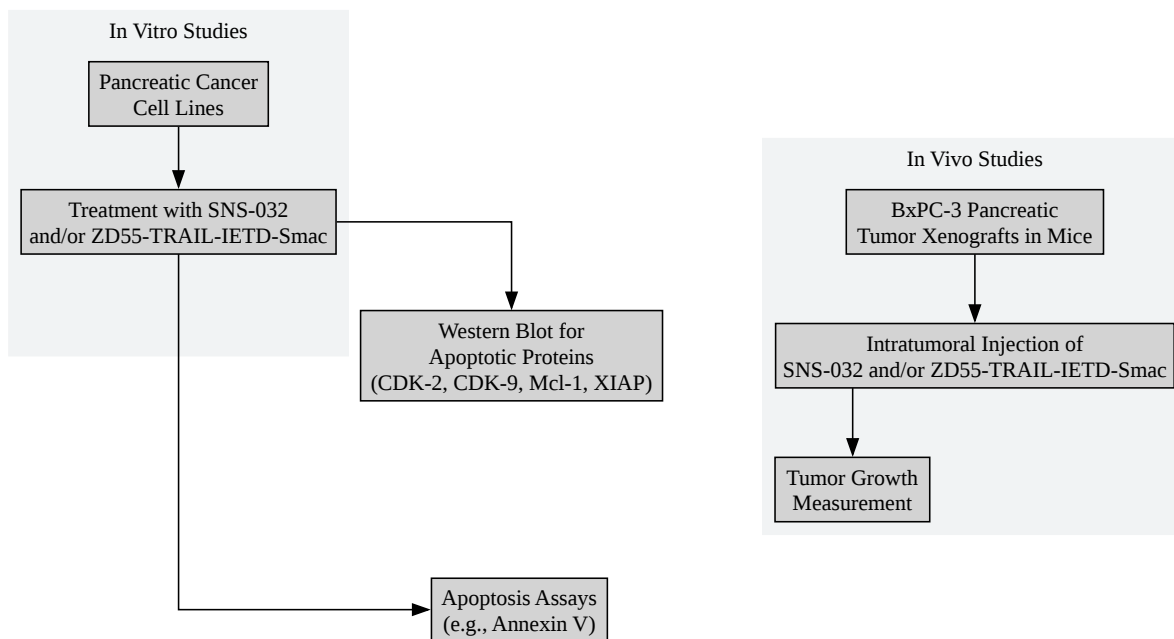 In Vitro Studies
Pancreatic Cancer
Cell Lines
Treatment with SNS-032
and/or ZD55-TRAIL-IETD-Smac
Western Blot for
Apoptotic Proteins
(CDK-2, CDK-9, Mcl-1, XIAP)
Apoptosis Assays
(e.g., Annexin V)
In Vivo Studies
BxPC-3 Pancreatic
Tumor Xenografts in Mice
Intratumoral Injection of
SNS-032 and/or ZD55-TRAIL-IETD-Smac
Tumor Growth
Measurement